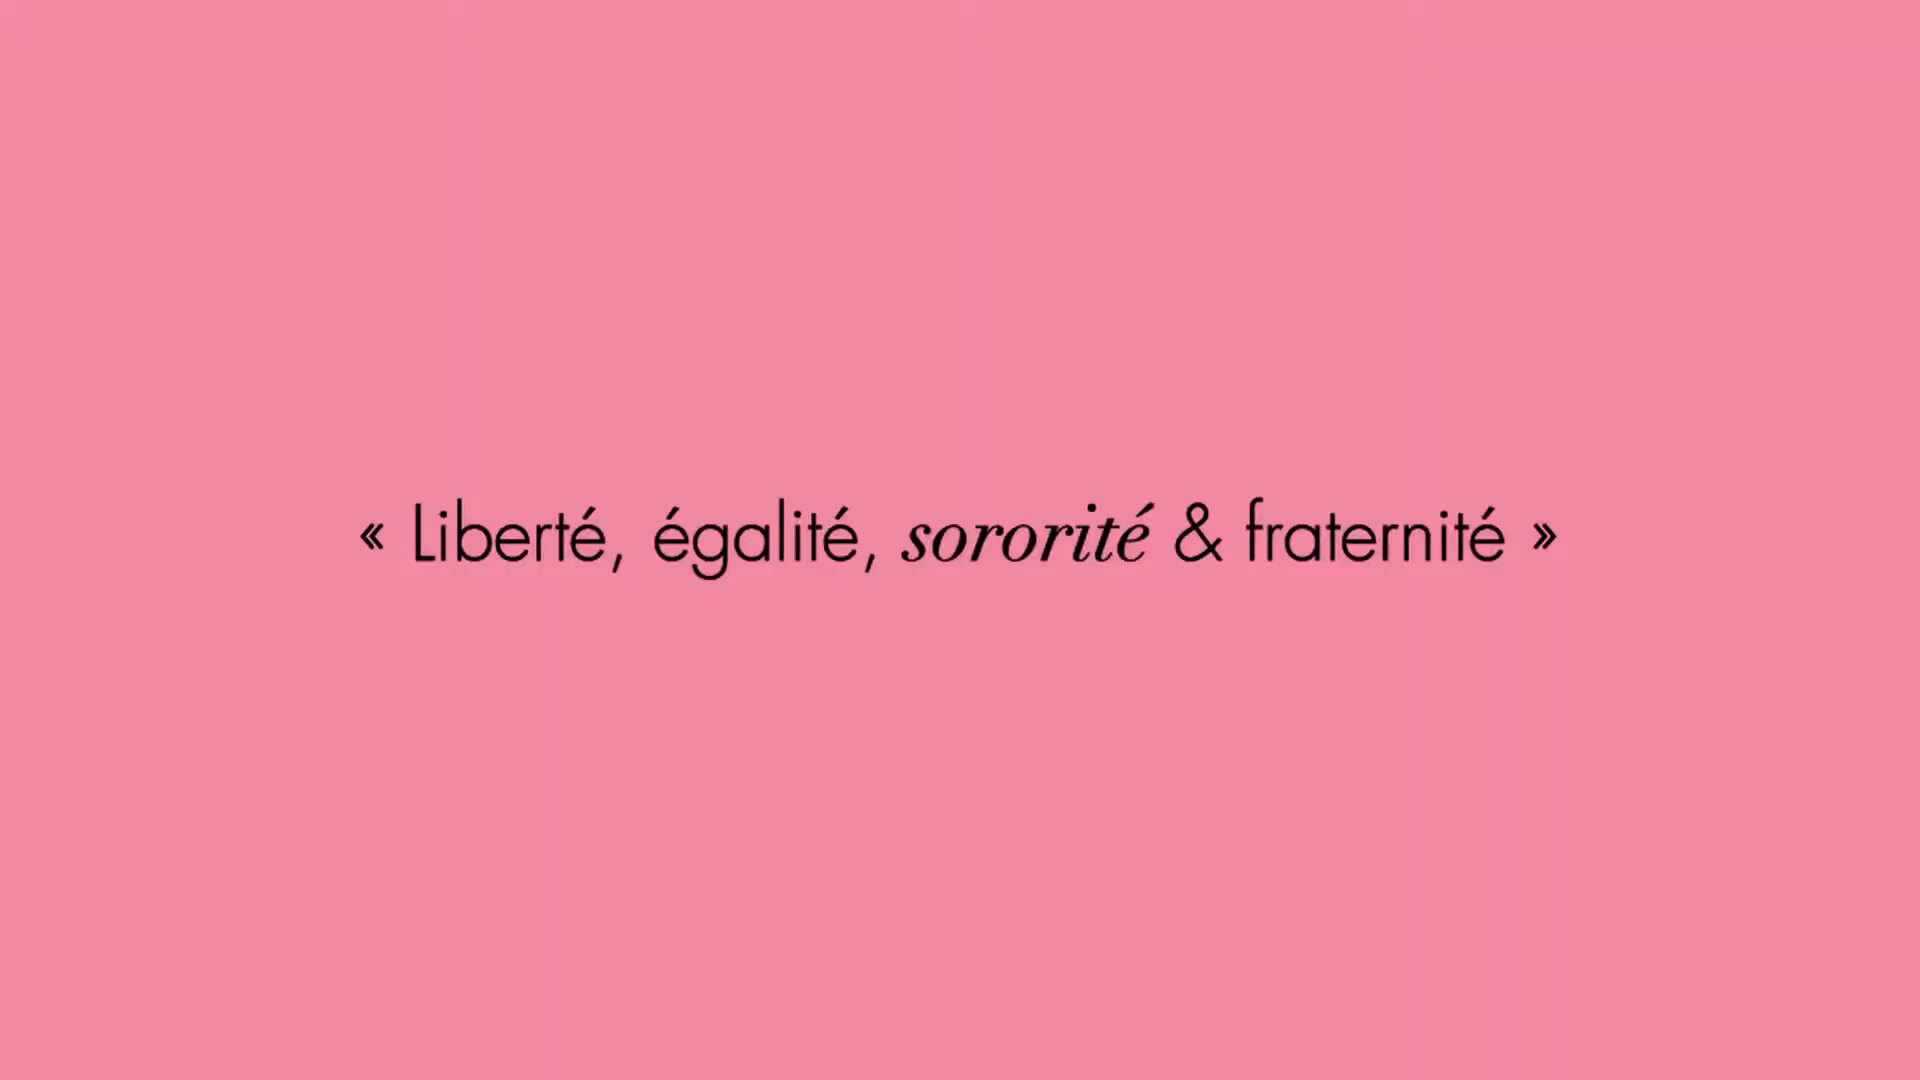 « Liberté, égalité, sororité & fraternité »